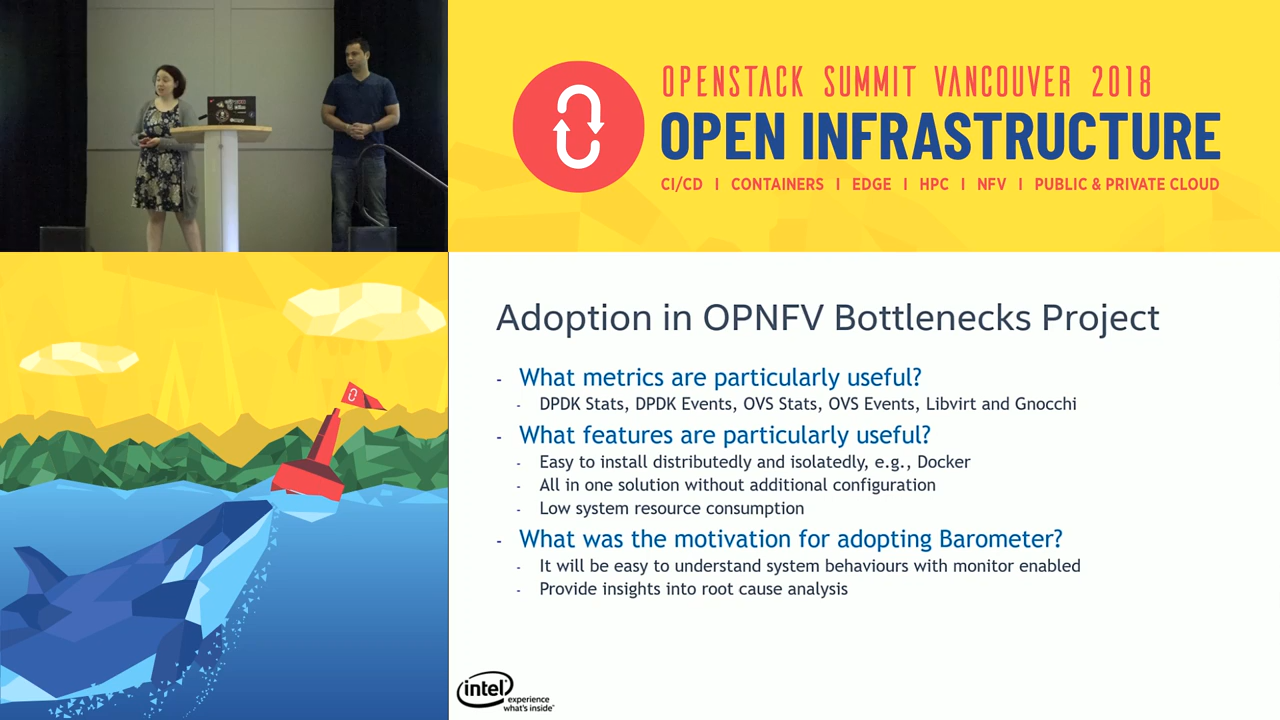 OPENSTACK SUMMIT VANCOUVER 2018
OPEN INFRASTRUCTURE
CI/CD | CONTAINERS | EDGE | HPC | NFV | PUBLIC & PRIVATE CLOUD
Adoption in OPNFV Bottlenecks Project
- What metrics are particularly useful?
- DPDK Stats, DPDK Events, OVS Stats, OVS Events, Libvirt and Gnocchi
- What features are particularly useful?
- Easy to install distributedly and isolatedly, e.g., Docker
- All in one solution without additional configuration
- Low system resource consumption
- What was the motivation for adopting Barometer?
- It will be easy to understand system behaviours with monitor enabled
- Provide insights into root cause analysis
intel
experience
what's inside™